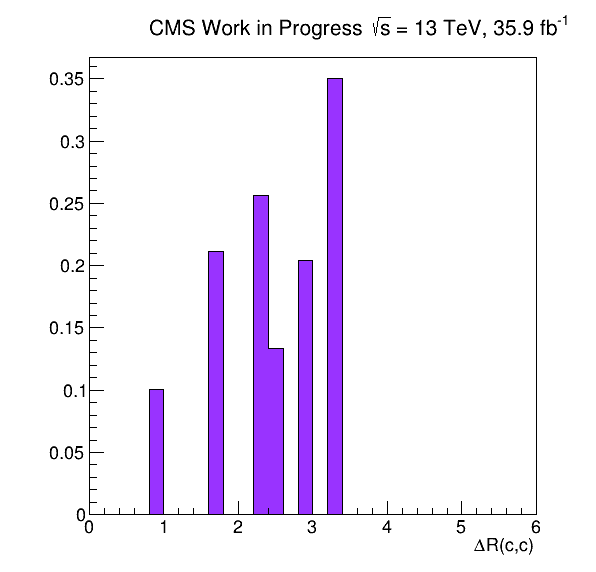 CMS Work in Progress √s = 13 TeV, 35.9 fb⁻¹
0.35
0.3
0.25
0.2
0.15
0.1
0.05
0
0 1 2 3 4 5 6
ΔR(c,c)